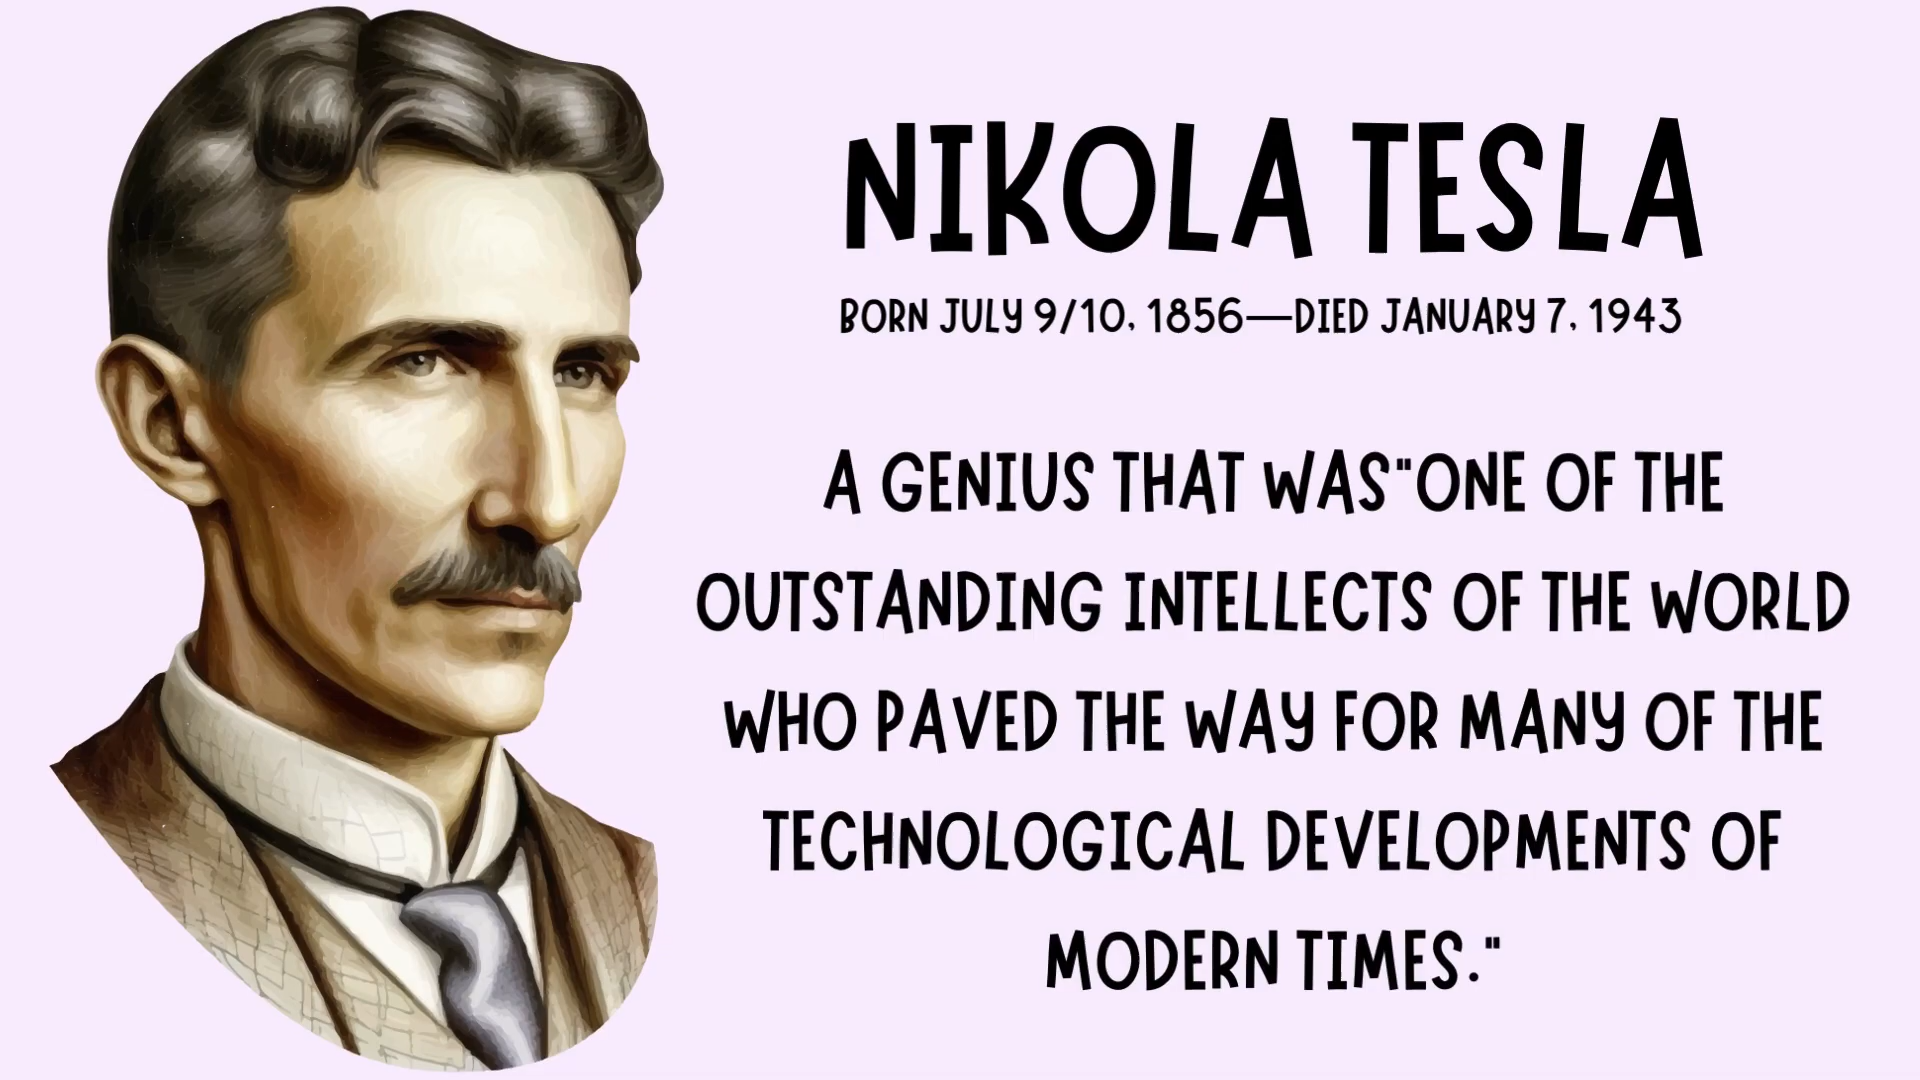 NIKOLA TESLA
BORN JULY 9/10, 1856—DIED JANUARY 7, 1943
A GENIUS THAT WAS"ONE OF THE
OUTSTANDING INTELLECTS OF THE WORLD
WHO PAVED THE WAY FOR MANY OF THE
TECHNOLOGICAL DEVELOPMENTS OF
MODERN TIMES."